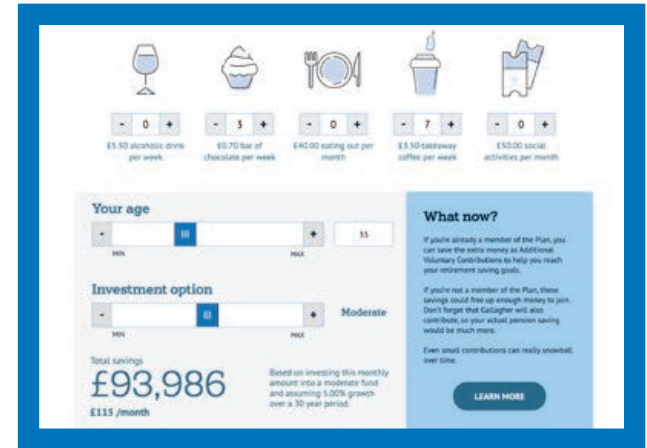 - 0 +
- 3 +
- 0 +
- 7 +
- 0 +
£3.50 alcoholic drink
per week
£0.70 bar of
chocolate per week
£40.00 eating out per
month
£3.50 takeaway
coffee per week
£50.00 social
activities per month
Your age
-
+
35
MIN
MAX
Investment option
-
+
Moderate
MIN
MAX
Total savings
£93,986
£115 /month
Based on investing this monthly
amount into a moderate fund
and assuming 5.00% growth
over a 30 year period.
What now?
If you're already a member of the Plan, you
can save the extra money as Additional
Voluntary Contributions to help you reach
your retirement saving goals.
If you're not a member of the Plan, these
savings could free up enough money to join.
Don't forget that Gallagher will also
contribute, so your actual pension saving
would be much more.
Even small contributions can really snowball
over time.
LEARN MORE